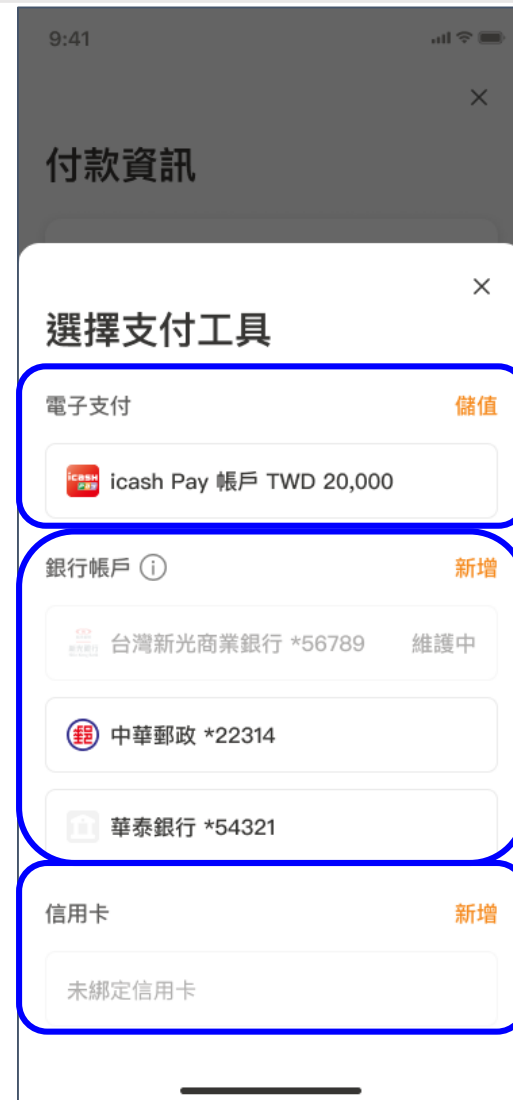 9:41
付款資訊
選擇支付工具
電子支付 儲值
icash Pay 帳戶 TWD 20,000
銀行帳戶 新增
台灣新光商業銀行 *56789 維護中
中華郵政 *22314
華泰銀行 *54321
信用卡 新增
未綁定信用卡